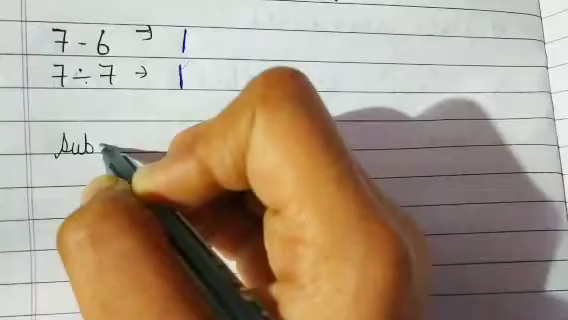 7 - 6 → 1
7 ÷ 7 → 1
Sub